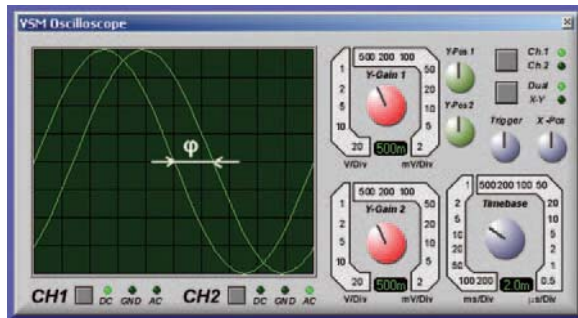 VSM Oscilloscope
φ
500 200 100
1 50
2 20
5 10
10 5
20 500m 2
V/Div mV/Div
Y-Gain 1
Y-Pos 1
Y-Pos2
Ch.1
Ch.2
Dual
X-Y
Trigger X-Pos
500 200 100
1 50
2 20
5 10
10 5
20 500m 2
V/Div mV/Div
Y-Gain 2
1 500 200 100 50
2 20
5 10
10 5
20 2
50 1
100 200 2.0m 0.5
ms/Div µs/Div
Timebase
CH1 DC GND AC CH2 DC GND AC